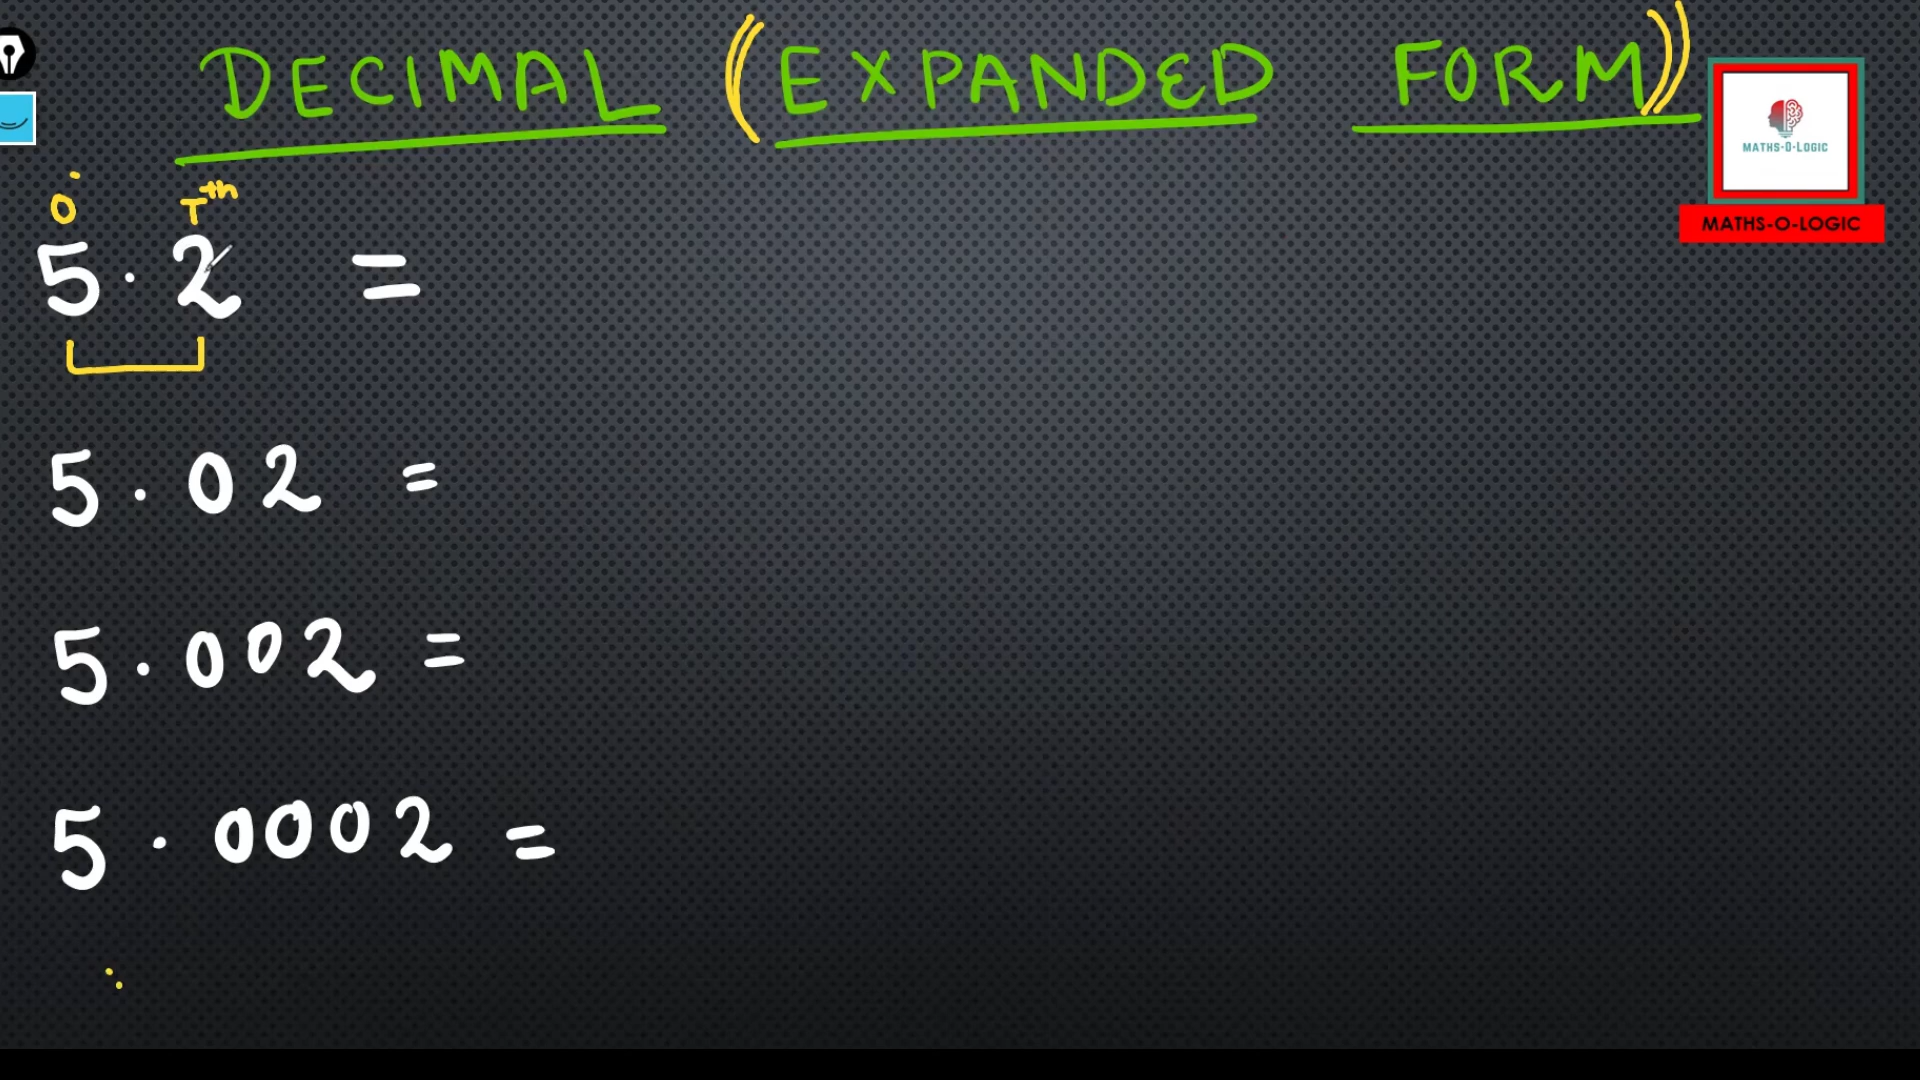 DECIMAL ((EXPANDED FORM))
MATHS-O-LOGIC
MATHS-O-LOGIC
O Tth
5.2 =
5.02 =
5.002 =
5.0002 =